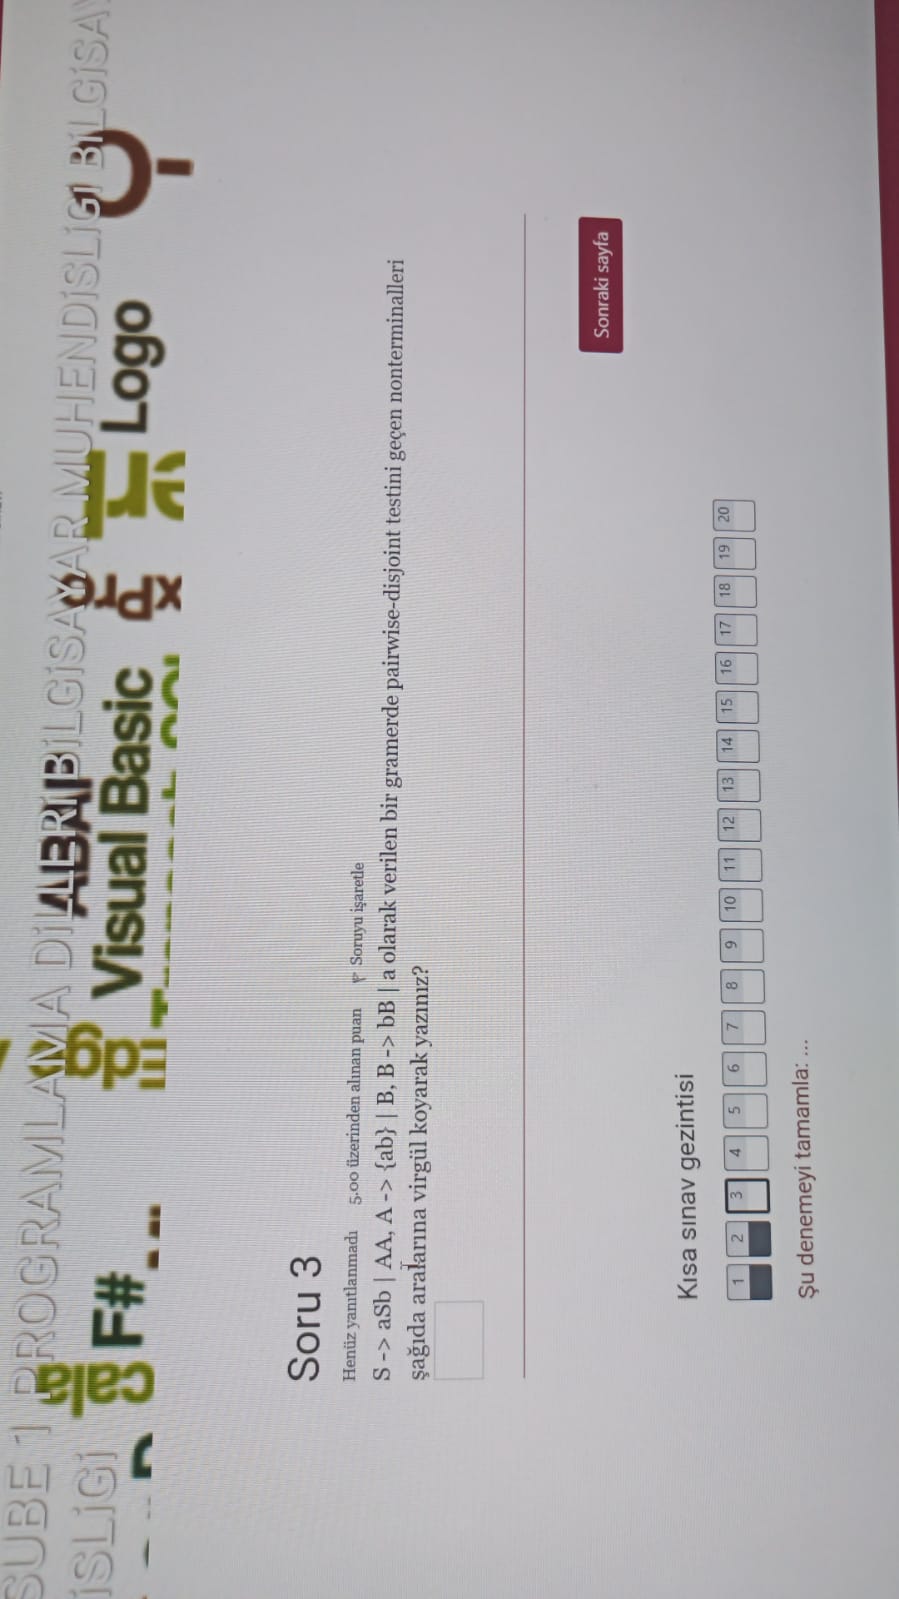 ŞUBE 1 PROGRAMLAMA DİLLERİ BİLGİSAYAR MÜHENDİSLİĞİ BİLGİSAY
İSLİĞİ
F# Visual Basic Logo
ABAP
Soru 3
Henüz yanıtlanmadı 5.00 üzerinden alınan puan Soruyu işaretle
S -> aSb | AA, A -> {ab} | B, B -> bB | a olarak verilen bir gramerde pairwise-disjoint testini geçen nonterminalleri
şağıda aralarına virgül koyarak yazınız?
Sonraki sayfa
Kısa sınav gezintisi
1 2 3 4 5 6 7 8 9 10 11 12 13 14 15 16 17 18 19 20
Şu denemeyi tamamla: ...